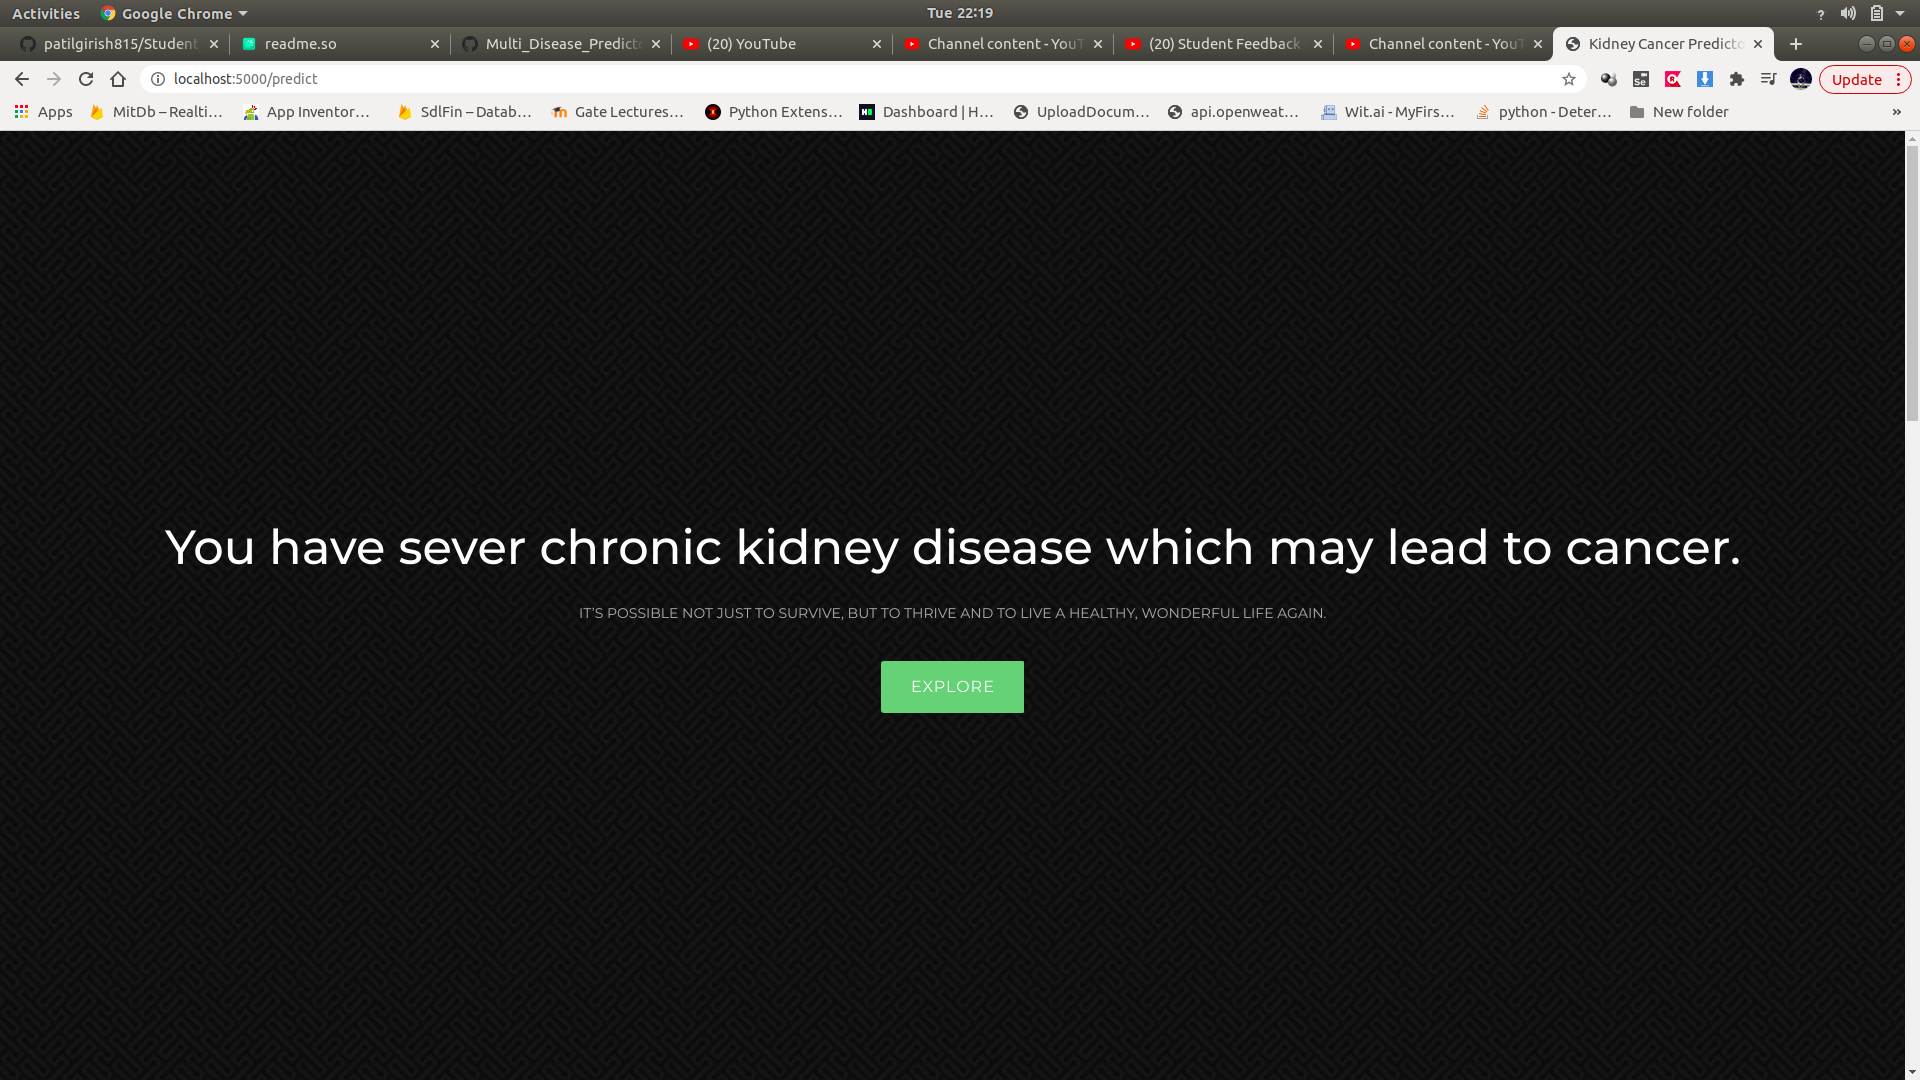 Activities Google Chrome Tue 22:19
patilgirish815/Student readme.so Multi_Disease_Predicto (20) YouTube Channel content - YouT (20) Student Feedback Channel content - YouT Kidney Cancer Predicto
localhost:5000/predict Update
Apps MitDb – Realti... App Inventor... SdlFin – Datab... Gate Lectures... Python Extens... Dashboard | H... UploadDocum... api.openweat... Wit.ai - MyFirs... python - Deter... New folder »
You have sever chronic kidney disease which may lead to cancer.
IT'S POSSIBLE NOT JUST TO SURVIVE, BUT TO THRIVE AND TO LIVE A HEALTHY, WONDERFUL LIFE AGAIN.
EXPLORE